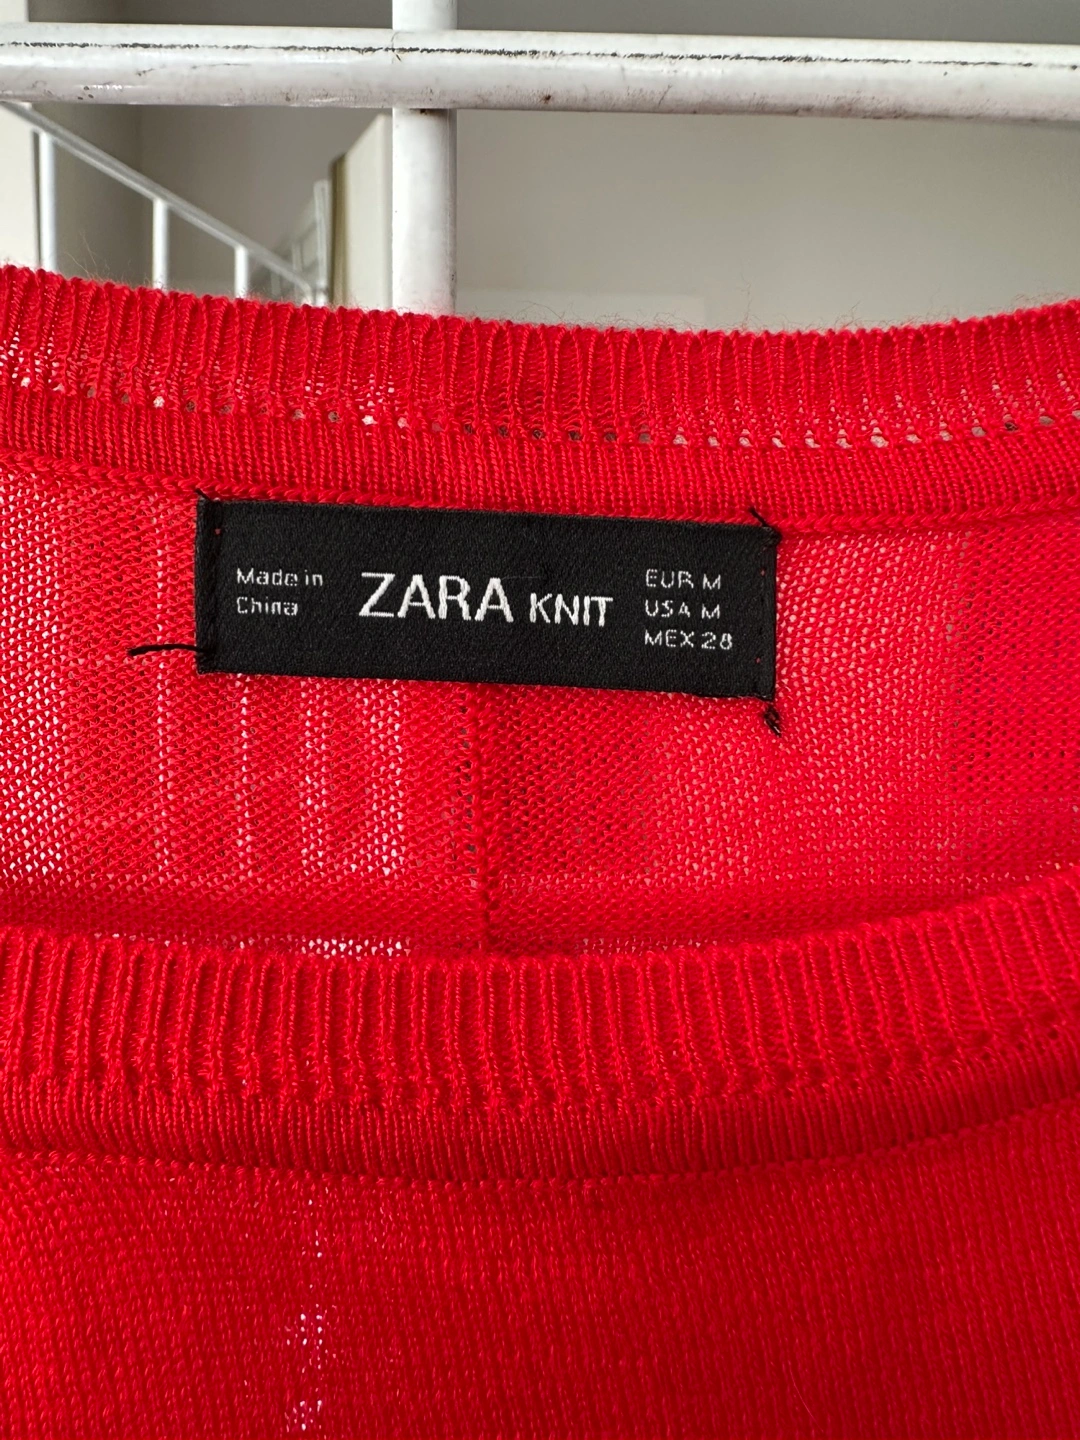 Made in
China
ZARA KNIT
EUR M
USA M
MEX 28